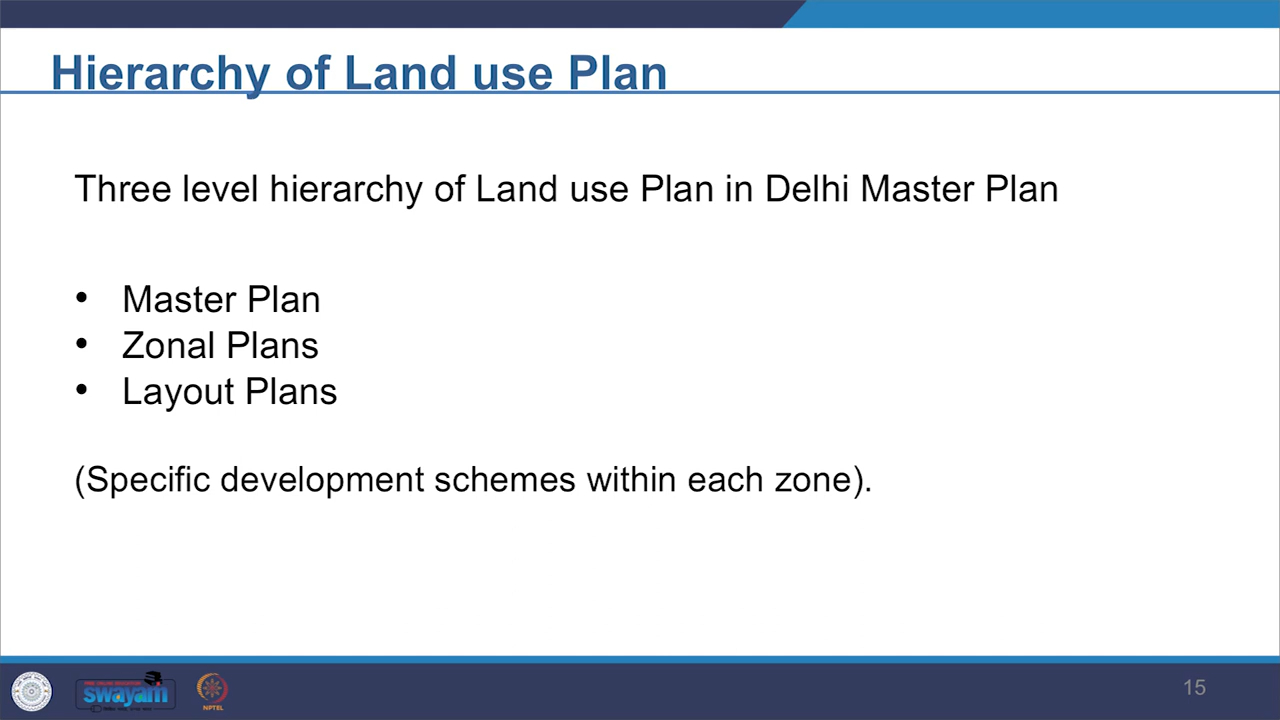 Hierarchy of Land use Plan
Three level hierarchy of Land use Plan in Delhi Master Plan
• Master Plan
• Zonal Plans
• Layout Plans
(Specific development schemes within each zone).
swayam
NPTEL
15